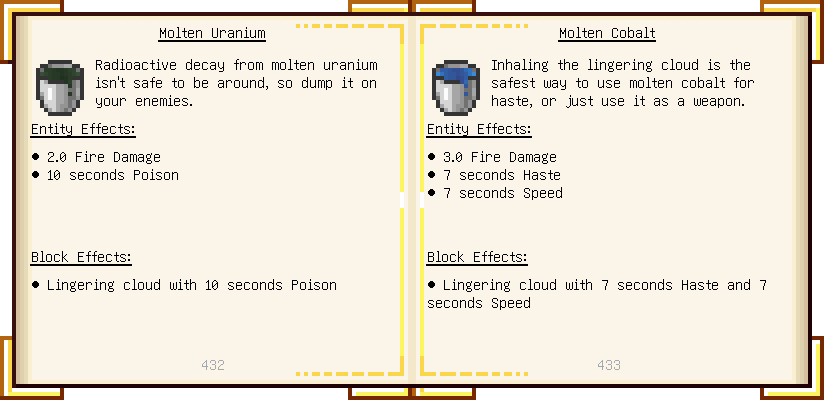 Molten Uranium
Radioactive decay from molten uranium
isn't safe to be around, so dump it on
your enemies.
Entity Effects:
● 2.0 Fire Damage
● 10 seconds Poison
Block Effects:
● Lingering cloud with 10 seconds Poison
432
Molten Cobalt
Inhaling the lingering cloud is the
safest way to use molten cobalt for
haste, or just use it as a weapon.
Entity Effects:
● 3.0 Fire Damage
● 7 seconds Haste
● 7 seconds Speed
Block Effects:
● Lingering cloud with 7 seconds Haste and 7
seconds Speed
433